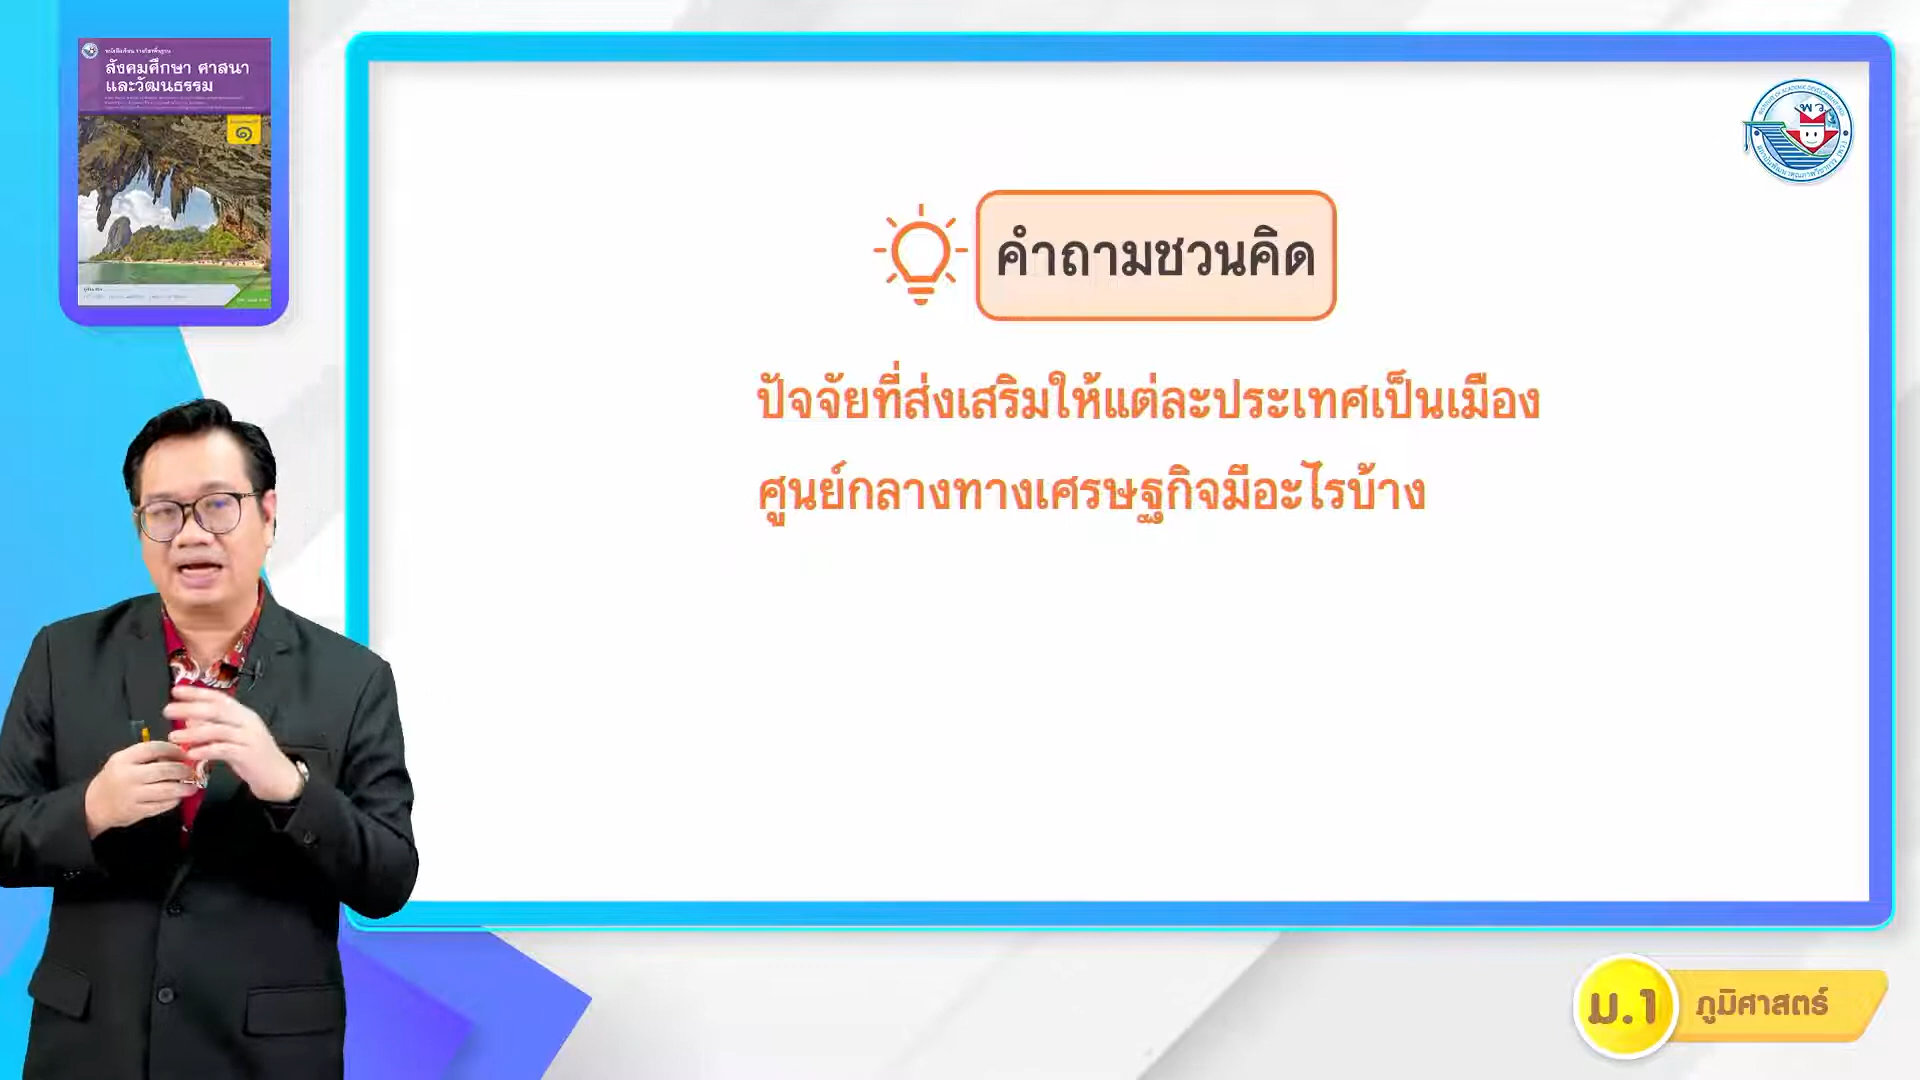 สังคมศึกษา ศาสนา
และวัฒนธรรม
๑
พว
คำถามชวนคิด
ปัจจัยที่ส่งเสริมให้แต่ละประเทศเป็นเมือง
ศูนย์กลางทางเศรษฐกิจมีอะไรบ้าง
ม.1
ภูมิศาสตร์